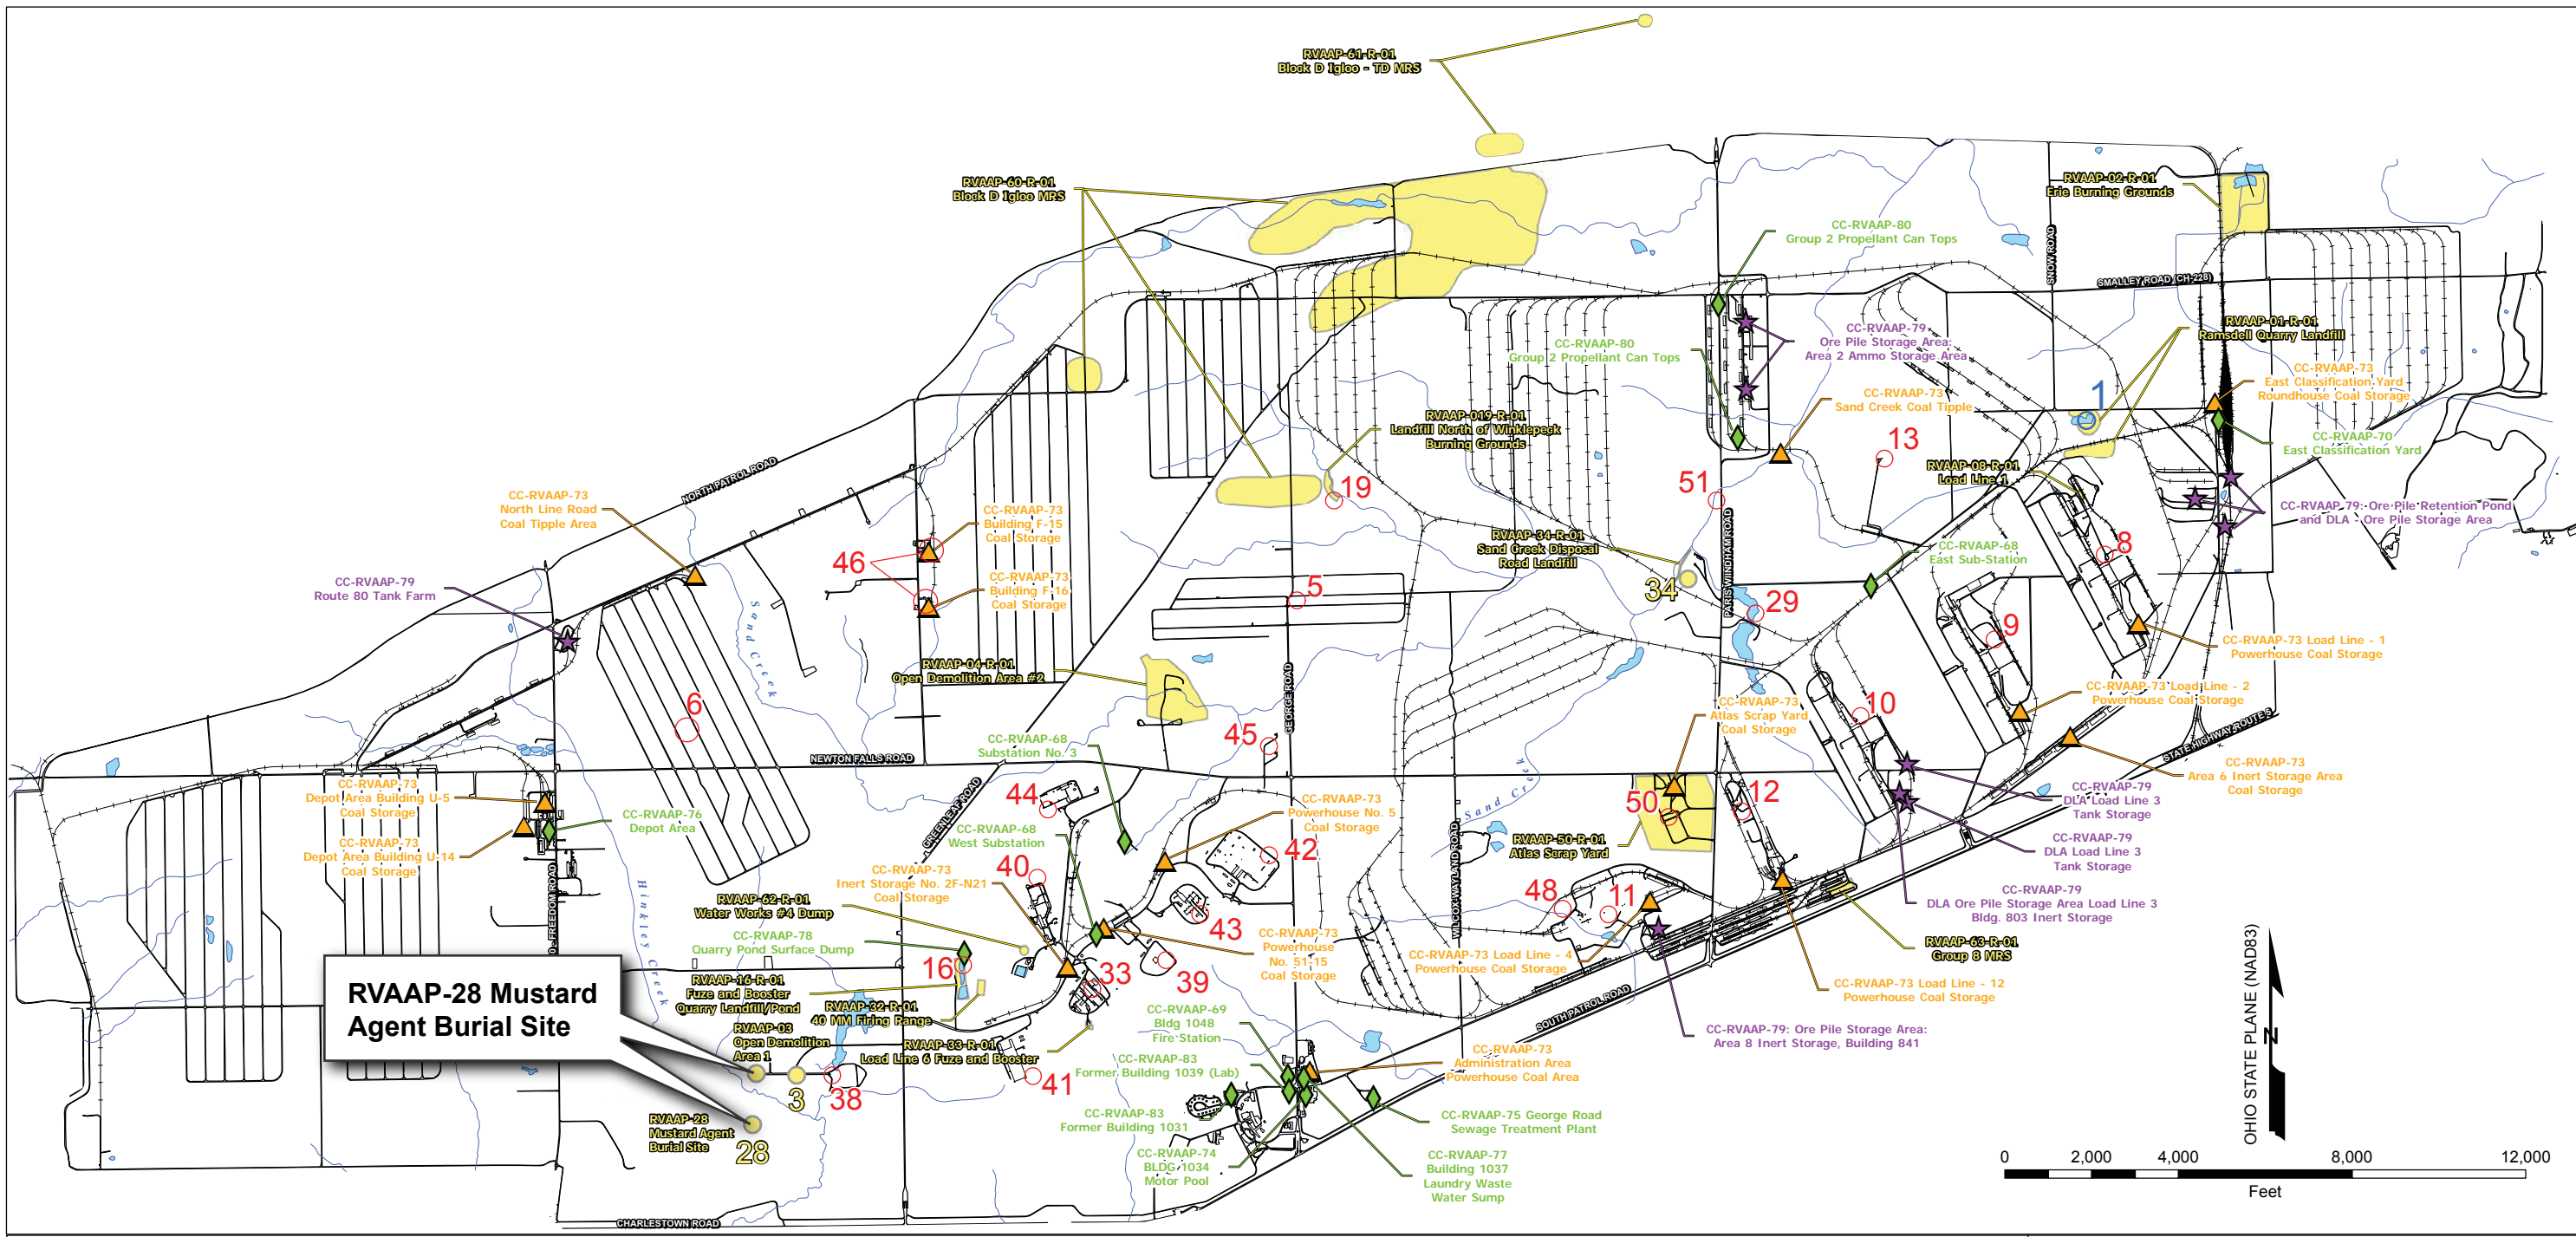 RVAAP-61-R-01
Block D Igloo - TD MRS
RVAAP-60-R-01
Block D Igloo MRS
RVAAP-02-R-01
Erie Burning Grounds
CC-RVAAP-80
Group 2 Propellant Can Tops
SNOW ROAD
SMALLEY ROAD (CH-228)
RVAAP-01-R-01
Ramsdell Quarry Landfill
CC-RVAAP-79
Ore Pile Storage Area:
Area 2 Ammo Storage Area
CC-RVAAP-80
Group 2 Propellant Can Tops
CC-RVAAP-73
East Classification Yard
Roundhouse Coal Storage
CC-RVAAP-73
Sand Creek Coal Tipple
1
RVAAP-019-R-01
Landfill North of Winklepeck
Burning Grounds
13
CC-RVAAP-70
East Classification Yard
NORTH PATROL ROAD
RVAAP-08-R-01
Load Line 1
51
19
CC-RVAAP-73
North Line Road
Coal Tipple Area
CC-RVAAP-73
Building F-15
Coal Storage
CC-RVAAP-79: Ore Pile Retention Pond
and DLA - Ore Pile Storage Area
PARIS WINDHAM ROAD
RVAAP-34-R-01
Sand Creek Disposal
Road Landfill
8
CC-RVAAP-68
East Sub-Station
46
CC-RVAAP-79
Route 80 Tank Farm
CC-RVAAP-73
Building F-16
Coal Storage
5
34
29
Sand Creek
9
CC-RVAAP-73 Load Line - 1
Powerhouse Coal Storage
RVAAP-04-R-01
Open Demolition Area #2
GEORGE ROAD
CC-RVAAP-73 Load Line - 2
Powerhouse Coal Storage
6
10
CC-RVAAP-73
Atlas Scrap Yard
Coal Storage
STATE HIGHWAY ROUTE 5
45
CC-RVAAP-68
Substation No. 3
NEWTON FALLS ROAD
CC-RVAAP-73
Area 6 Inert Storage Area
Coal Storage
CC-RVAAP-73
Depot Area Building U-5
Coal Storage
GREENLEAF ROAD
44
CC-RVAAP-73
Powerhouse No. 5
Coal Storage
Sand Creek
50
12
CC-RVAAP-79
DLA Load Line 3
Tank Storage
CC-RVAAP-76
Depot Area
CC-RVAAP-68
West Substation
WILCOX WAYLAND ROAD
RVAAP-50-R-01
Atlas Scrap Yard
CC-RVAAP-79
DLA Load Line 3
Tank Storage
CC-RVAAP-73
Depot Area Building U-14
Coal Storage
42
40
CC-RVAAP-73
Inert Storage No. 2F-N21
Coal Storage
48
11
CC-RVAAP-79
DLA Ore Pile Storage Area Load Line 3
Bldg. 803 Inert Storage
Hinkley Creek
RVAAP-62-R-01
Water Works #4 Dump
43
CC-RVAAP-78
Quarry Pond Surface Dump
CC-RVAAP-73
Powerhouse
No. 51-15
Coal Storage
RVAAP-63-R-01
Group 8 MRS
CC-RVAAP-73 Load Line - 4
Powerhouse Coal Storage
16
33
39
RVAAP-28 Mustard
Agent Burial Site
RVAAP-16-R-01
Fuze and Booster
Quarry Landfill/Pond
RVAAP-32-R-01
40 MM Firing Range
CC-RVAAP-73 Load Line - 12
Powerhouse Coal Storage
SOUTH PATROL ROAD
RVAAP-03
Open Demolition
Area 1
RVAAP-33-R-01
Load Line 6 Fuze and Booster
CC-RVAAP-69
Bldg 1048
Fire Station
CC-RVAAP-79: Ore Pile Storage Area:
Area 8 Inert Storage, Building 841
CC-RVAAP-83
Former Building 1039 (Lab)
CC-RVAAP-73
Administration Area
Powerhouse Coal Area
3
38
41
CC-RVAAP-83
Former Building 1031
CC-RVAAP-75 George Road
Sewage Treatment Plant
RVAAP-28
Mustard Agent
Burial Site
28
CC-RVAAP-74
BLDG 1034
Motor Pool
CC-RVAAP-77
Building 1037
Laundry Waste
Water Sump
CHARLESTOWN ROAD
OHIO STATE PLANE (NAD83)
N
0 2,000 4,000 8,000 12,000
Feet